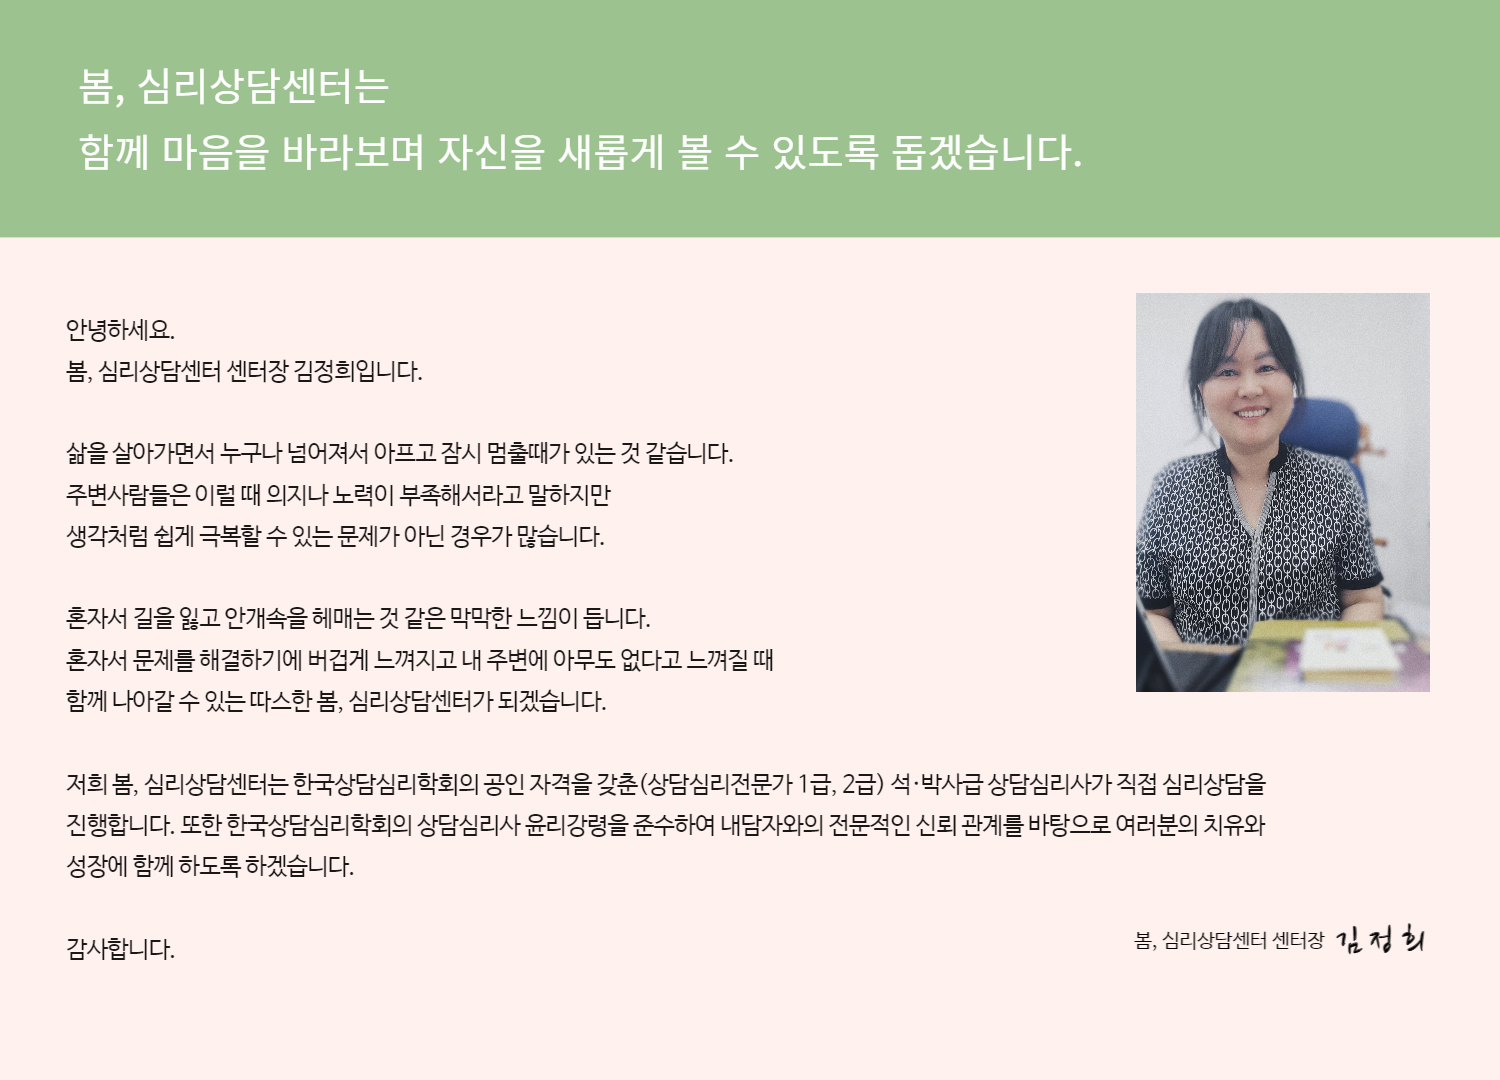 봄, 심리상담센터는
함께 마음을 바라보며 자신을 새롭게 볼 수 있도록 돕겠습니다.
안녕하세요.
봄, 심리상담센터 센터장 김정희입니다.
삶을 살아가면서 누구나 넘어져서 아프고 잠시 멈출때가 있는 것 같습니다.
주변사람들은 이럴 때 의지나 노력이 부족해서라고 말하지만
생각처럼 쉽게 극복할 수 있는 문제가 아닌 경우가 많습니다.
혼자서 길을 잃고 안개속을 헤매는 것 같은 막막한 느낌이 듭니다.
혼자서 문제를 해결하기에 버겁게 느껴지고 내 주변에 아무도 없다고 느껴질 때
함께 나아갈 수 있는 따스한 봄, 심리상담센터가 되겠습니다.
저희 봄, 심리상담센터는 한국상담심리학회의 공인 자격을 갖춘(상담심리전문가 1급, 2급) 석·박사급 상담심리사가 직접 심리상담을
진행합니다. 또한 한국상담심리학회의 상담심리사 윤리강령을 준수하여 내담자와의 전문적인 신뢰 관계를 바탕으로 여러분의 치유와
성장에 함께 하도록 하겠습니다.
감사합니다.
봄, 심리상담센터 센터장 김정희